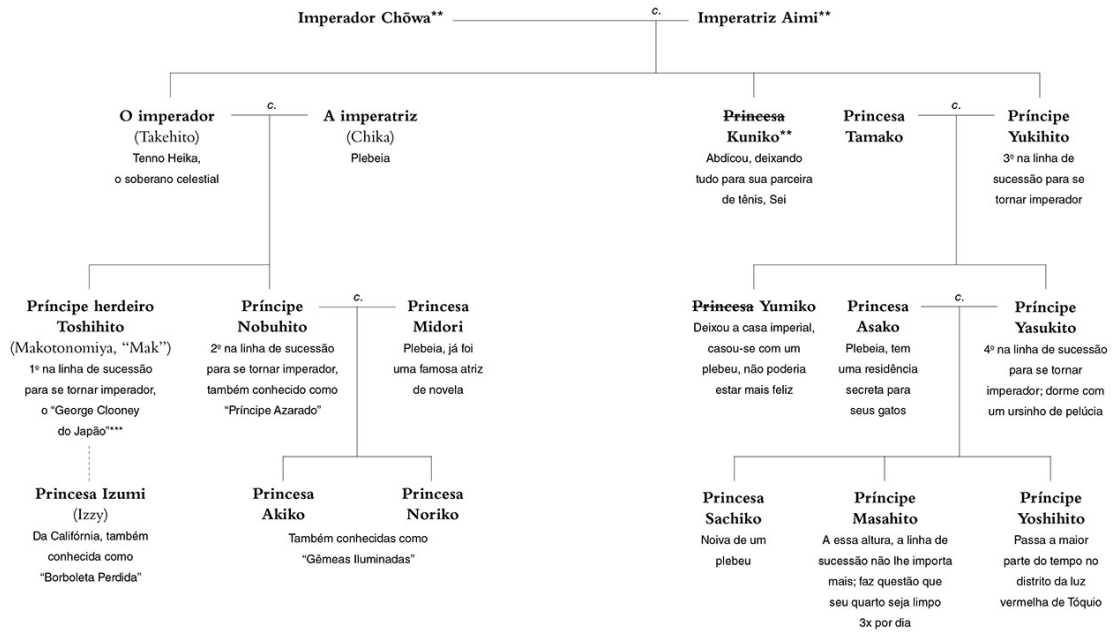 Imperador Chōwa**
c.
Imperatriz Aimi**
O imperador
(Takehito)
Tenno Heika,
o soberano celestial
c.
A imperatriz
(Chika)
Plebeia
Princesa
Kuniko**
Abdicou, deixando
tudo para sua parceira
de tênis, Sei
Princesa
Tamako
c.
Príncipe
Yukihito
3º na linha de
sucessão para se
tornar imperador
Príncipe herdeiro
Toshihito
(Makotonomiya, “Mak”)
1º na linha de sucessão
para se tornar imperador,
o “George Clooney
do Japão”***
Príncipe
Nobuhito
2º na linha de sucessão
para se tornar imperador,
também conhecido como
“Príncipe Azarado”
c.
Princesa
Midori
Plebeia, já foi
uma famosa atriz
de novela
Princesa Yumiko
Deixou a casa imperial,
casou-se com um
plebeu, não poderia
estar mais feliz
Princesa
Asako
Plebeia, tem
uma residência
secreta para
seus gatos
c.
Príncipe
Yasukito
4º na linha de sucessão
para se tornar
imperador; dorme com
um ursinho de pelúcia
Princesa Izumi
(Izzy)
Da Califórnia, também
conhecida como
“Borboleta Perdida”
Princesa
Akiko
Princesa
Noriko
Também conhecidas como
“Gêmeas Iluminadas”
Princesa
Sachiko
Noiva de um
plebeu
Príncipe
Masahito
A essa altura, a linha de
sucessão não lhe importa
mais; faz questão que
seu quarto seja limpo
3x por dia
Príncipe
Yoshihito
Passa a maior
parte do tempo no
distrito da luz
vermelha de Tóquio